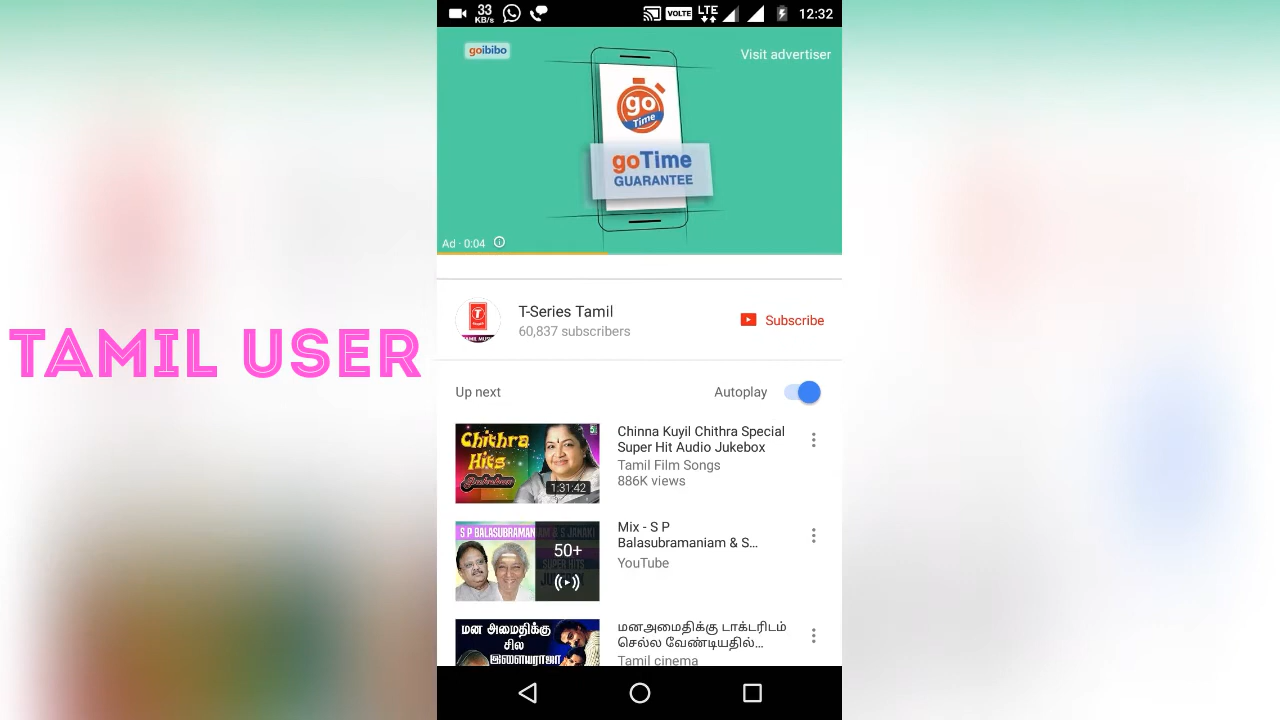 33
KB/s
VOLTE
LTE
12:32
goibibo
Visit advertiser
go
Time
goTime
GUARANTEE
Ad · 0:04
T-Series Tamil
60,837 subscribers
Subscribe
TAMIL USER
Up next
Autoplay
Chithra
Hits
1:31:42
Chinna Kuyil Chithra Special
Super Hit Audio Jukebox
Tamil Film Songs
886K views
S P BALASUBRAMANIAM & S JANAKI
50+
Mix - S P
Balasubramaniam & S...
YouTube
மன அமைதிக்கு
சில
இளையராஜா
மனஅமைதிக்கு டாக்டரிடம்
செல்ல வேண்டியதில்...
Tamil cinema